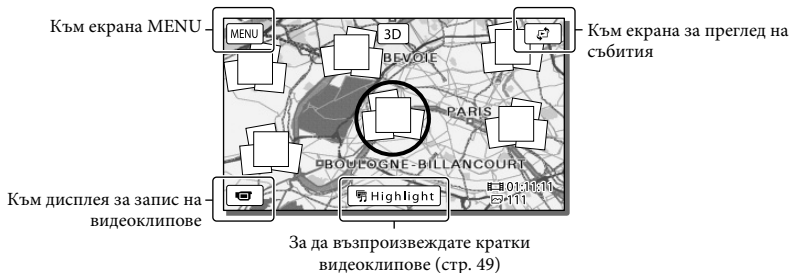 Към екрана MENU
MENU
3D
Към екрана за преглед на
събития
BEVOIE
PARIS
BOULOGNE-BILLANCOURT
01:11:11
111
Highlight
Към дисплея за запис на
видеоклипове
За да възпроизвеждате кратки
видеоклипове (стр. 49)